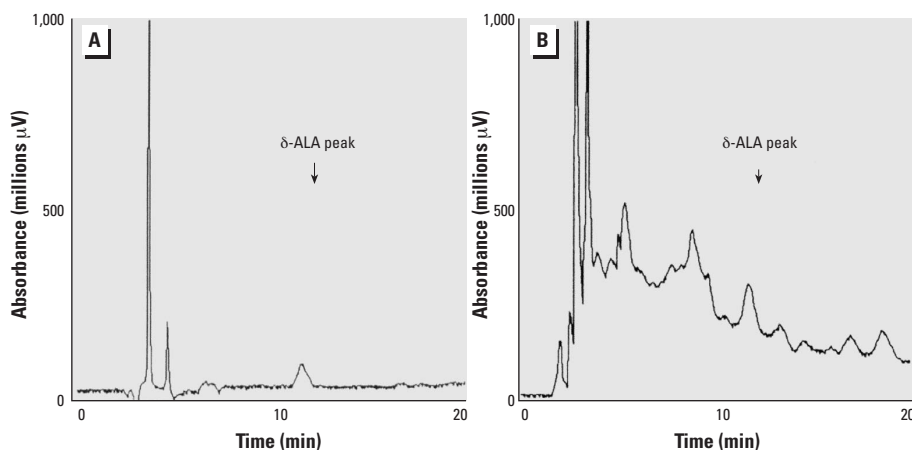 A
Absorbance (millions μV)
1,000
500
0
δ-ALA peak
0
10
20
Time (min)
B
Absorbance (millions μV)
1,000
500
0
δ-ALA peak
0
10
20
Time (min)